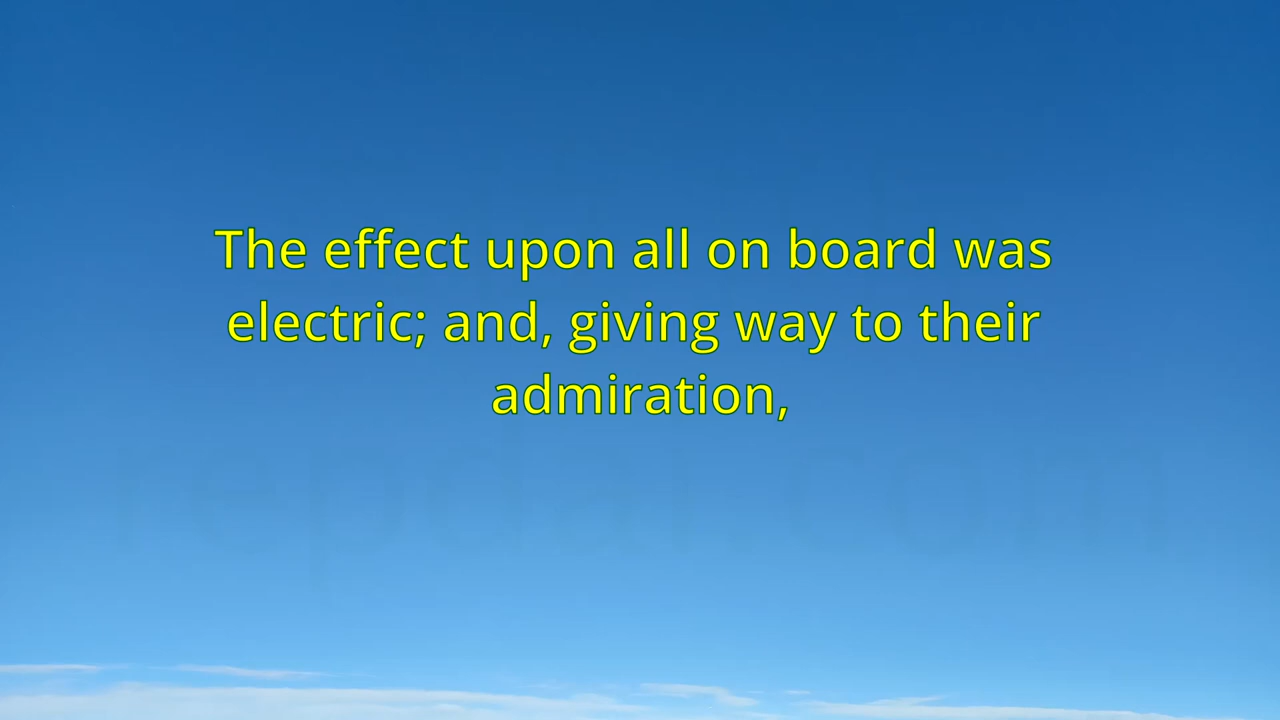 The effect upon all on board was
electric; and, giving way to their
admiration,